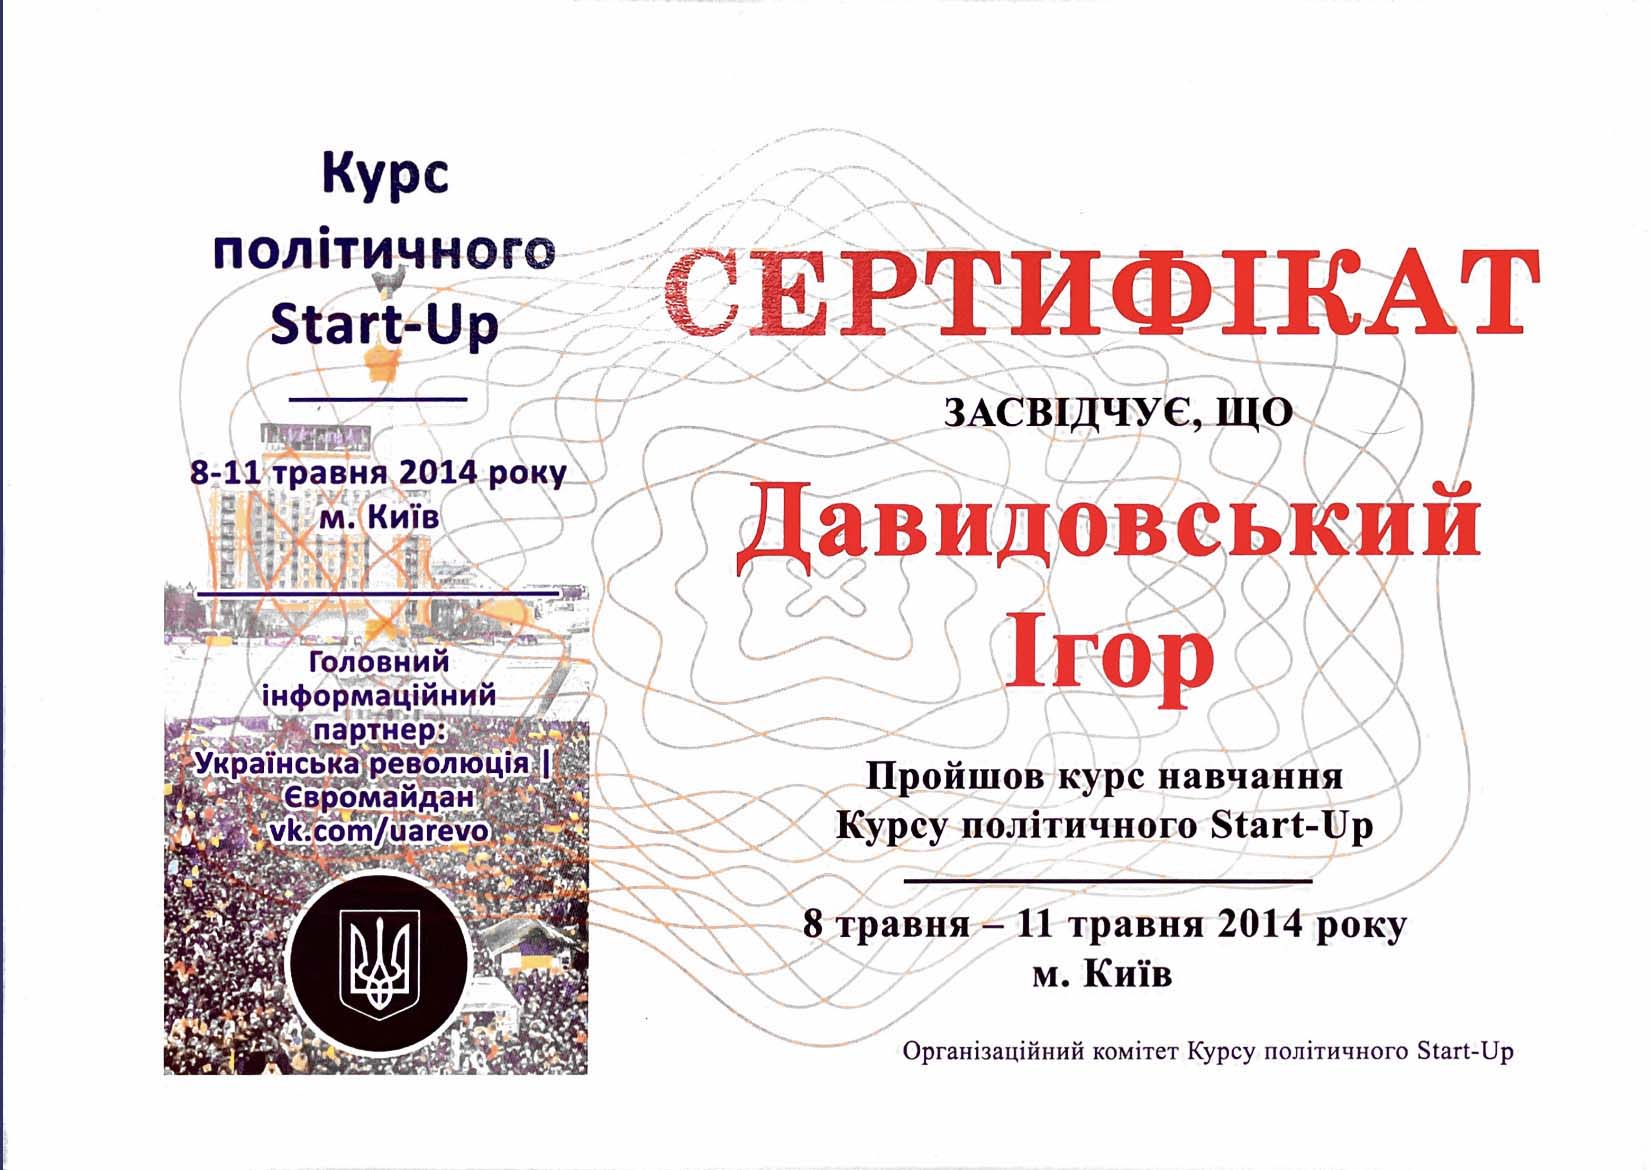 Курс
політичного
Start-Up
8-11 травня 2014 року
м. Київ
Головний
інформаційний
партнер:
Українська революція |
Євромайдан
vk.com/uarevo
СЕРТИФІКАТ
ЗАСВІДЧУЄ, ЩО
Давидовський
Ігор
Пройшов курс навчання
Курсу політичного Start-Up
8 травня – 11 травня 2014 року
м. Київ
Організаційний комітет Курсу політичного Start-Up